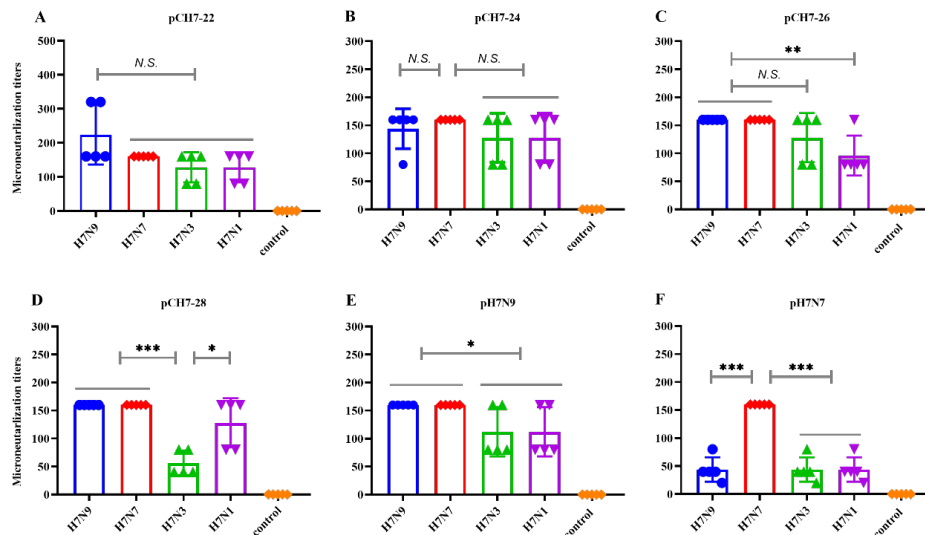 A
pCH7-22
Microneutarlization titers
500
400
300
200
100
0
N.S.
H7N9
H7N7
H7N3
H7N1
control
B
pCH7-24
300
250
200
150
100
50
0
N.S.
N.S.
H7N9
H7N7
H7N3
H7N1
control
C
pCH7-26
300
250
200
150
100
50
0
**
N.S.
H7N9
H7N7
H7N3
H7N1
control
D
pCH7-28
Microneutarlization titers
300
250
200
150
100
50
0
***
*
H7N9
H7N7
H7N3
H7N1
control
E
pH7N9
300
250
200
150
100
50
0
*
H7N9
H7N7
H7N3
H7N1
control
F
pH7N7
300
250
200
150
100
50
0
***
***
H7N9
H7N7
H7N3
H7N1
control